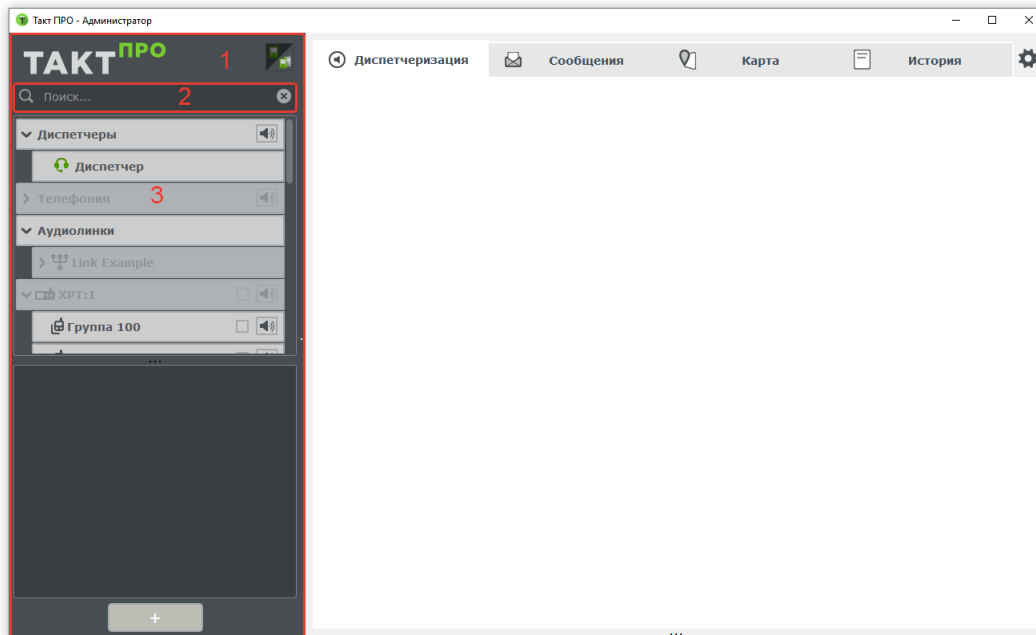 Такт ПРО - Администратор
ТАКТ ПРО
1
Диспетчеризация
Сообщения
Карта
История
Поиск...
2
Диспетчеры
Диспетчер
Телефония
3
Аудиолинки
Link Example
XPT:1
Группа 100
...
+
...